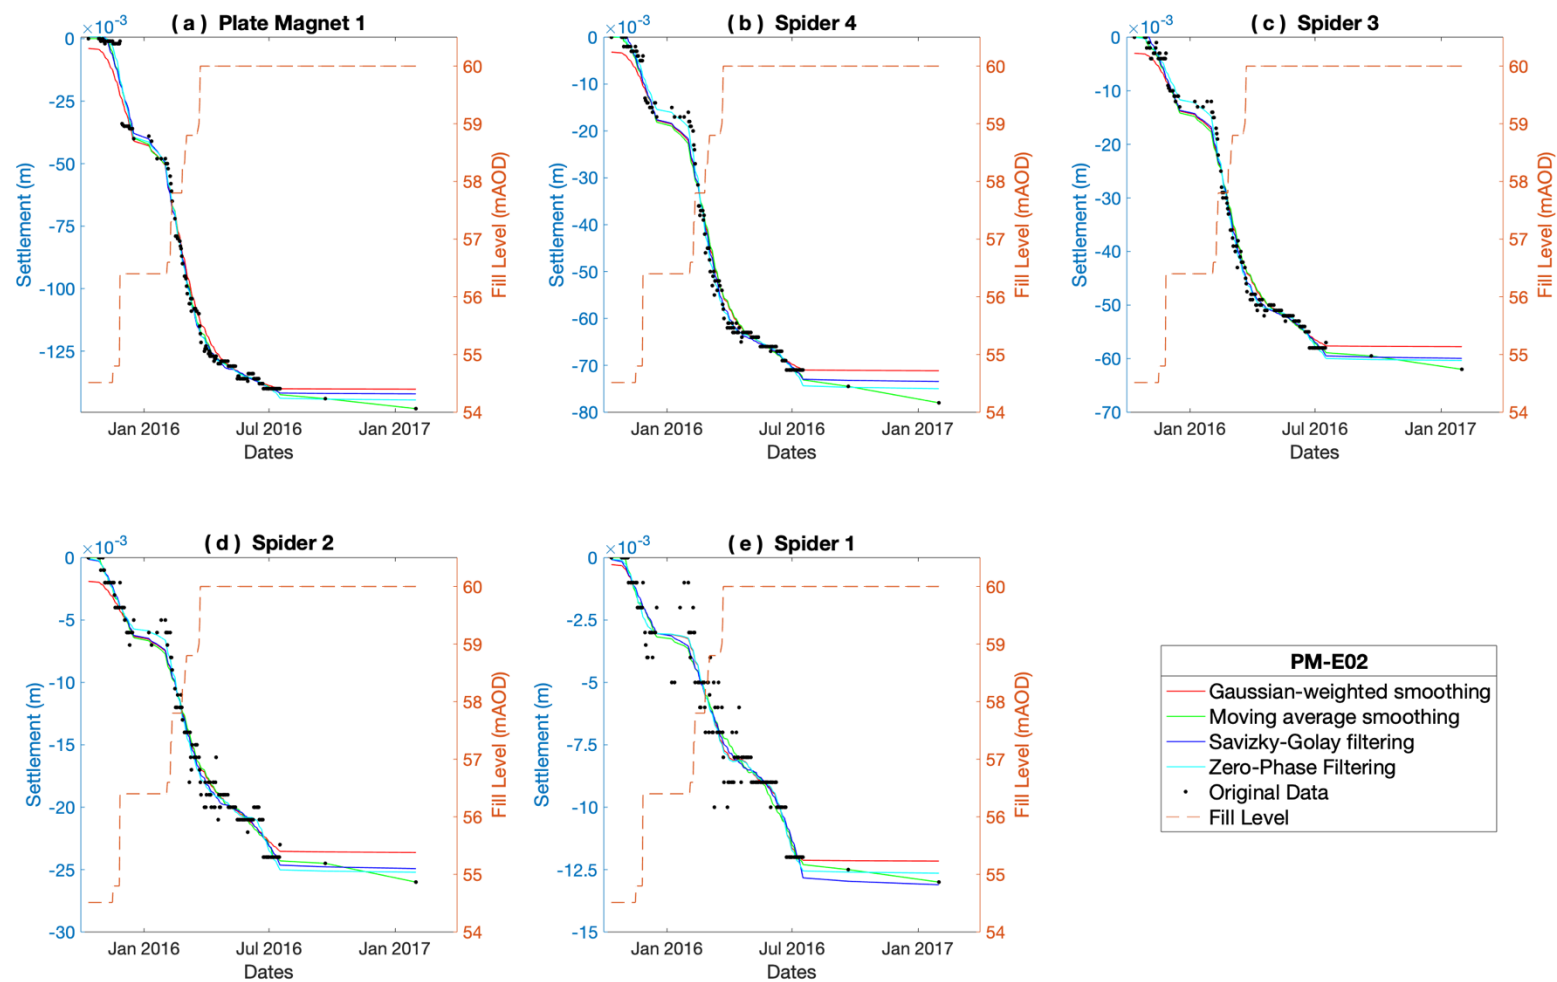 ( a ) Plate Magnet 1
×10⁻³
0
-25
-50
-75
-100
-125
Settlement (m)
60
59
58
57
56
55
54
Fill Level (mAOD)
Jan 2016 Jul 2016 Jan 2017
Dates
( b ) Spider 4
×10⁻³
0
-10
-20
-30
-40
-50
-60
-70
-80
Settlement (m)
60
59
58
57
56
55
54
Fill Level (mAOD)
Jan 2016 Jul 2016 Jan 2017
Dates
( c ) Spider 3
×10⁻³
0
-10
-20
-30
-40
-50
-60
-70
Settlement (m)
60
59
58
57
56
55
54
Fill Level (mAOD)
Jan 2016 Jul 2016 Jan 2017
Dates
( d ) Spider 2
×10⁻³
0
-5
-10
-15
-20
-25
-30
Settlement (m)
60
59
58
57
56
55
54
Fill Level (mAOD)
Jan 2016 Jul 2016 Jan 2017
Dates
( e ) Spider 1
×10⁻³
0
-2.5
-5
-7.5
-10
-12.5
-15
Settlement (m)
60
59
58
57
56
55
54
Fill Level (mAOD)
Jan 2016 Jul 2016 Jan 2017
Dates
PM-E02
Gaussian-weighted smoothing
Moving average smoothing
Savizky-Golay filtering
Zero-Phase Filtering
Original Data
Fill Level